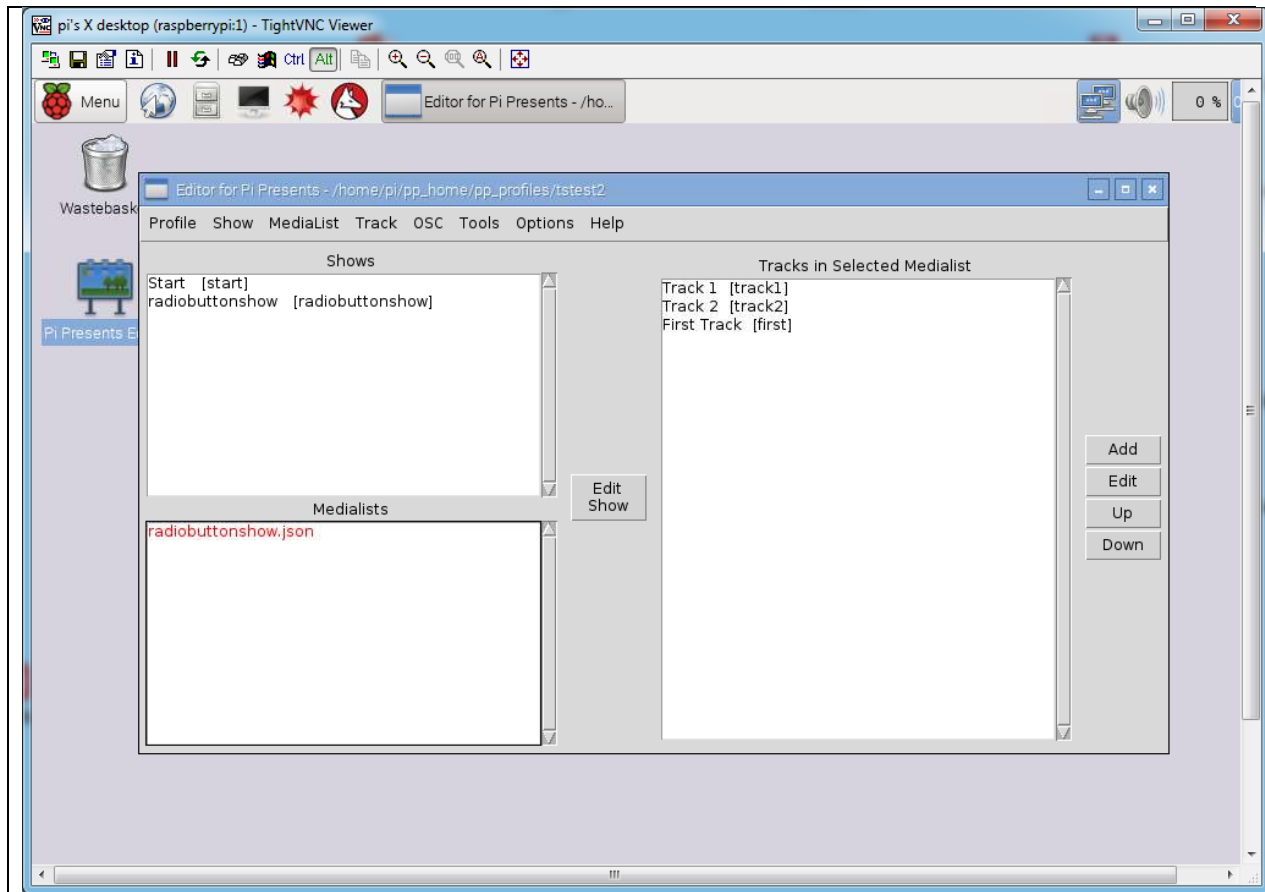 pi's X desktop (raspberrypi:1) - TightVNC Viewer
Ctrl Alt
Menu
Editor for Pi Presents - /ho...
0 %
Wastebask
Pi Presents E
Editor for Pi Presents - /home/pi/pp_home/pp_profiles/tstest2
Profile Show MediaList Track OSC Tools Options Help
Shows
Start [start]
radiobuttonshow [radiobuttonshow]
Medialists
radiobuttonshow.json
Edit
Show
Tracks in Selected Medialist
Track 1 [track1]
Track 2 [track2]
First Track [first]
Add
Edit
Up
Down